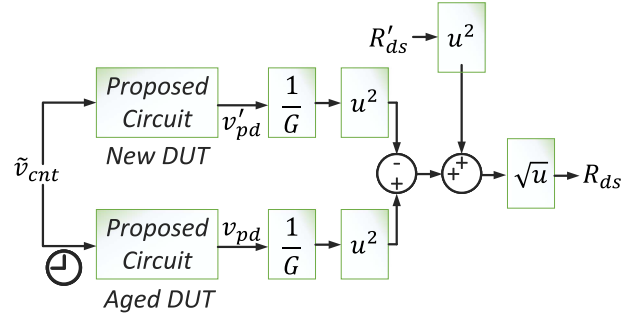 R′ds
u²
Proposed
Circuit
New DUT
v′pd
1
G
u²
ṽcnt
-
+
+
+
√u
Rds
Proposed
Circuit
Aged DUT
vpd
1
G
u²